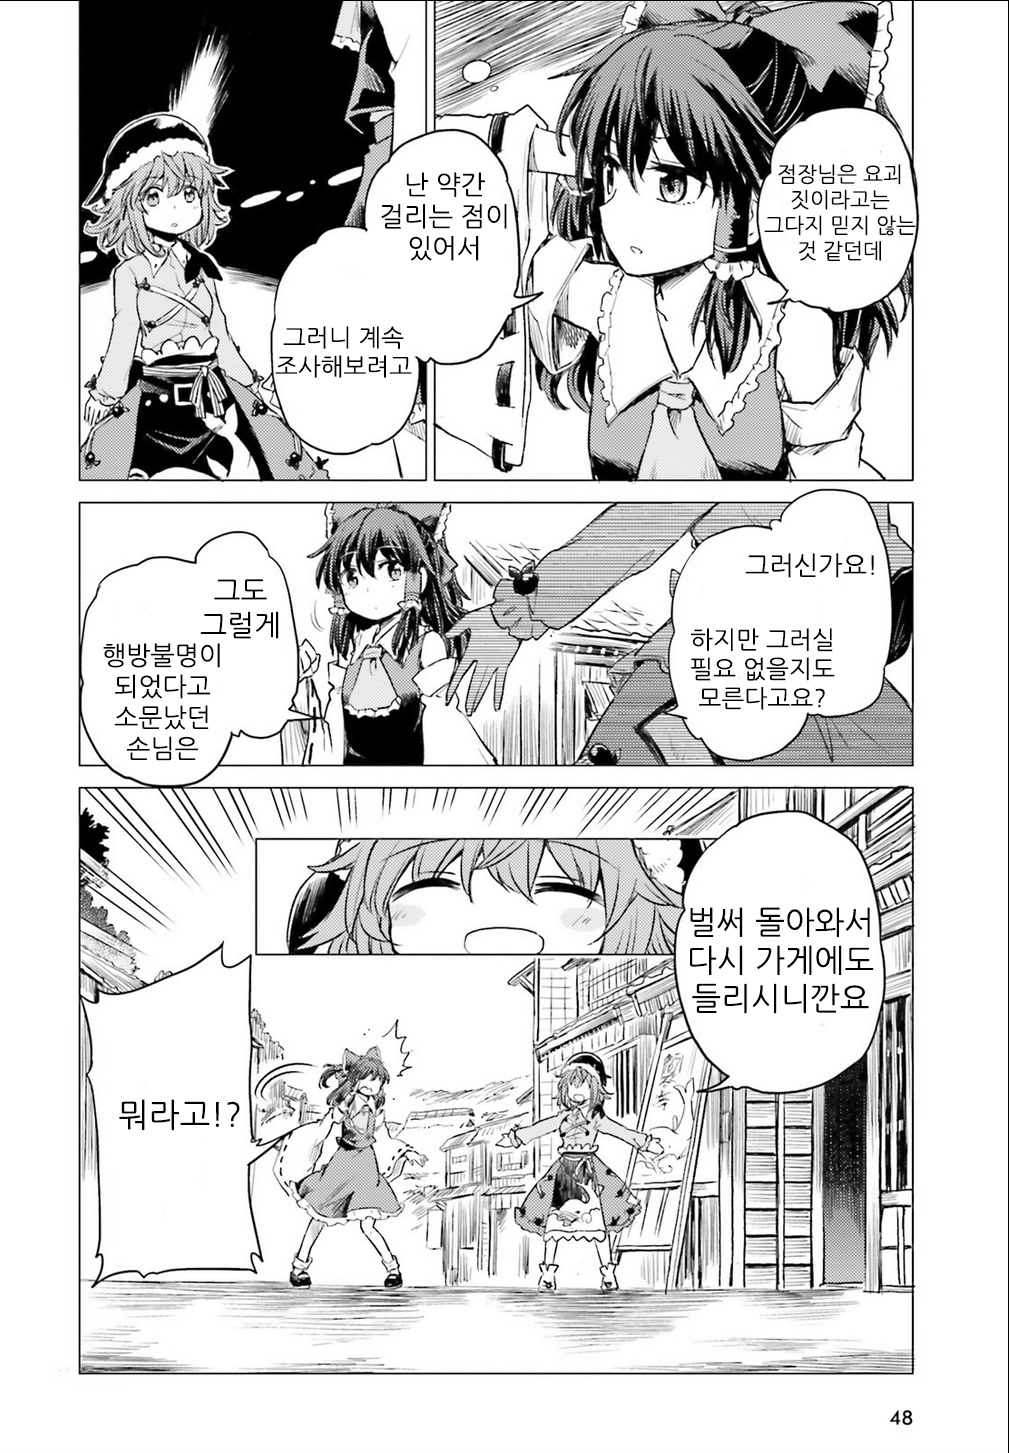 점장님은 요괴
짓이라고는
그다지 믿지 않는
것 같던데
난 약간
걸리는 점이
있어서
그러니 계속
조사해보려고
그러신가요!
하지만 그러실
필요 없을지도
모른다고요?
그도
그럴게
행방불명이
되었다고
소문났던
손님은
벌써 돌아와서
다시 가게에도
들리시니깐요
뭐라고!?
48